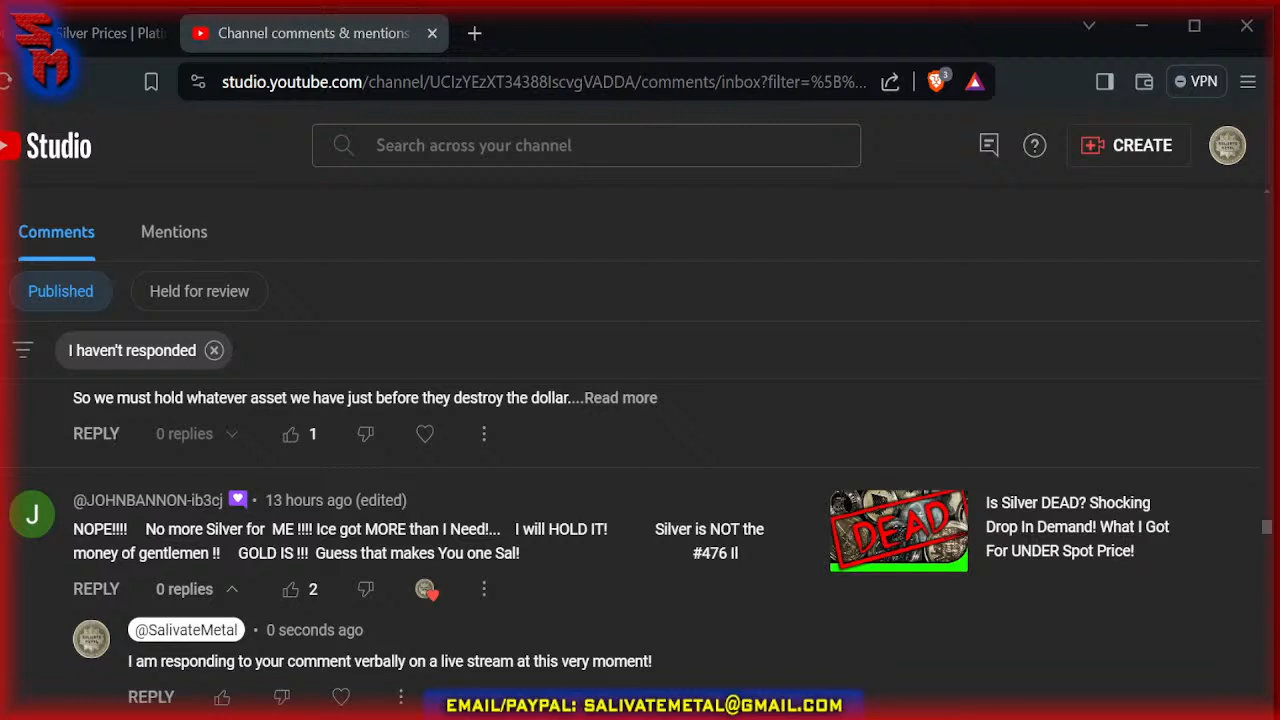 SM
Silver Prices | Plati
Channel comments & mentions
studio.youtube.com/channel/UCIzYEzXT34388IscvgVADDA/comments/inbox?filter=%5B%...
3
VPN
Studio
Search across your channel
CREATE
Comments
Mentions
Published
Held for review
I haven't responded
So we must hold whatever asset we have just before they destroy the dollar....Read more
REPLY
0 replies
1
J
@JOHNBANNON-ib3cj • 13 hours ago (edited)
NOPE!!!! No more Silver for ME !!!! Ice got MORE than I Need!... I will HOLD IT! Silver is NOT the
money of gentlemen !! GOLD IS !!! Guess that makes You one Sal! #476 Il
DEAD
Is Silver DEAD? Shocking
Drop In Demand! What I Got
For UNDER Spot Price!
REPLY
0 replies
2
@SalivateMetal • 0 seconds ago
I am responding to your comment verbally on a live stream at this very moment!
REPLY
EMAIL/PAYPAL: SALIVATEMETAL@GMAIL.COM